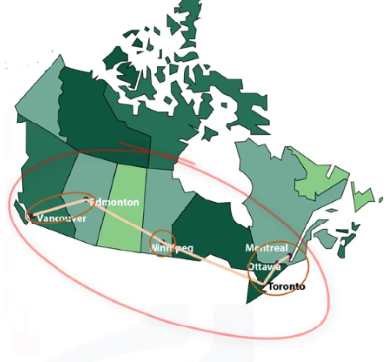 Edmonton
Vancouver
Winnipeg
Montreal
Ottawa
Toronto